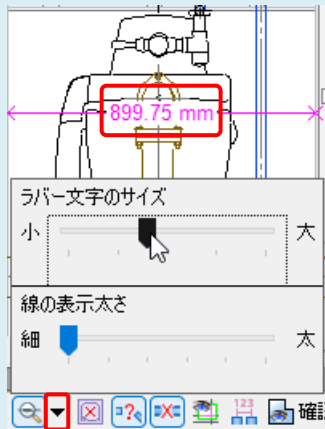 899.75 mm
ラバー文字のサイズ
小 大
線の表示太さ
細 太
=?« =X= 123 確認